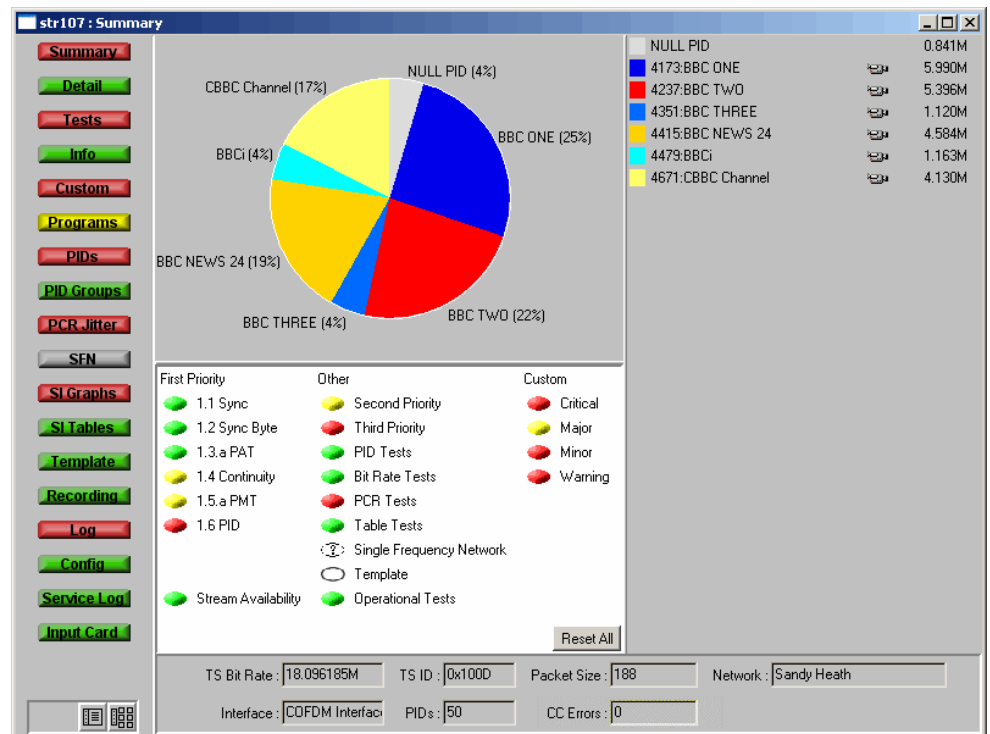 str107 : Summary
Summary
Detail
Tests
Info
Custom
Programs
PIDs
PID Groups
PCR Jitter
SFN
SI Graphs
SI Tables
Template
Recording
Log
Config
Service Log
Input Card
NULL PID (4%)
CBBC Channel (17%)
BBC ONE (25%)
BBCi (4%)
BBC NEWS 24 (19%)
BBC TWO (22%)
BBC THREE (4%)
NULL PID 0.841M
4173:BBC ONE 5.990M
4237:BBC TWO 5.396M
4351:BBC THREE 1.120M
4415:BBC NEWS 24 4.584M
4479:BBCi 1.163M
4671:CBBC Channel 4.130M
First Priority Other Custom
1.1 Sync Second Priority Critical
1.2 Sync Byte Third Priority Major
1.3.a PAT PID Tests Minor
1.4 Continuity Bit Rate Tests Warning
1.5.a PMT PCR Tests
1.6 PID Table Tests
(?) Single Frequency Network
Template
Stream Availability Operational Tests
Reset All
TS Bit Rate : 18.096185M TS ID : 0x100D Packet Size : 188 Network : Sandy Heath
Interface : COFDM Interfac PIDs : 50 CC Errors : 0